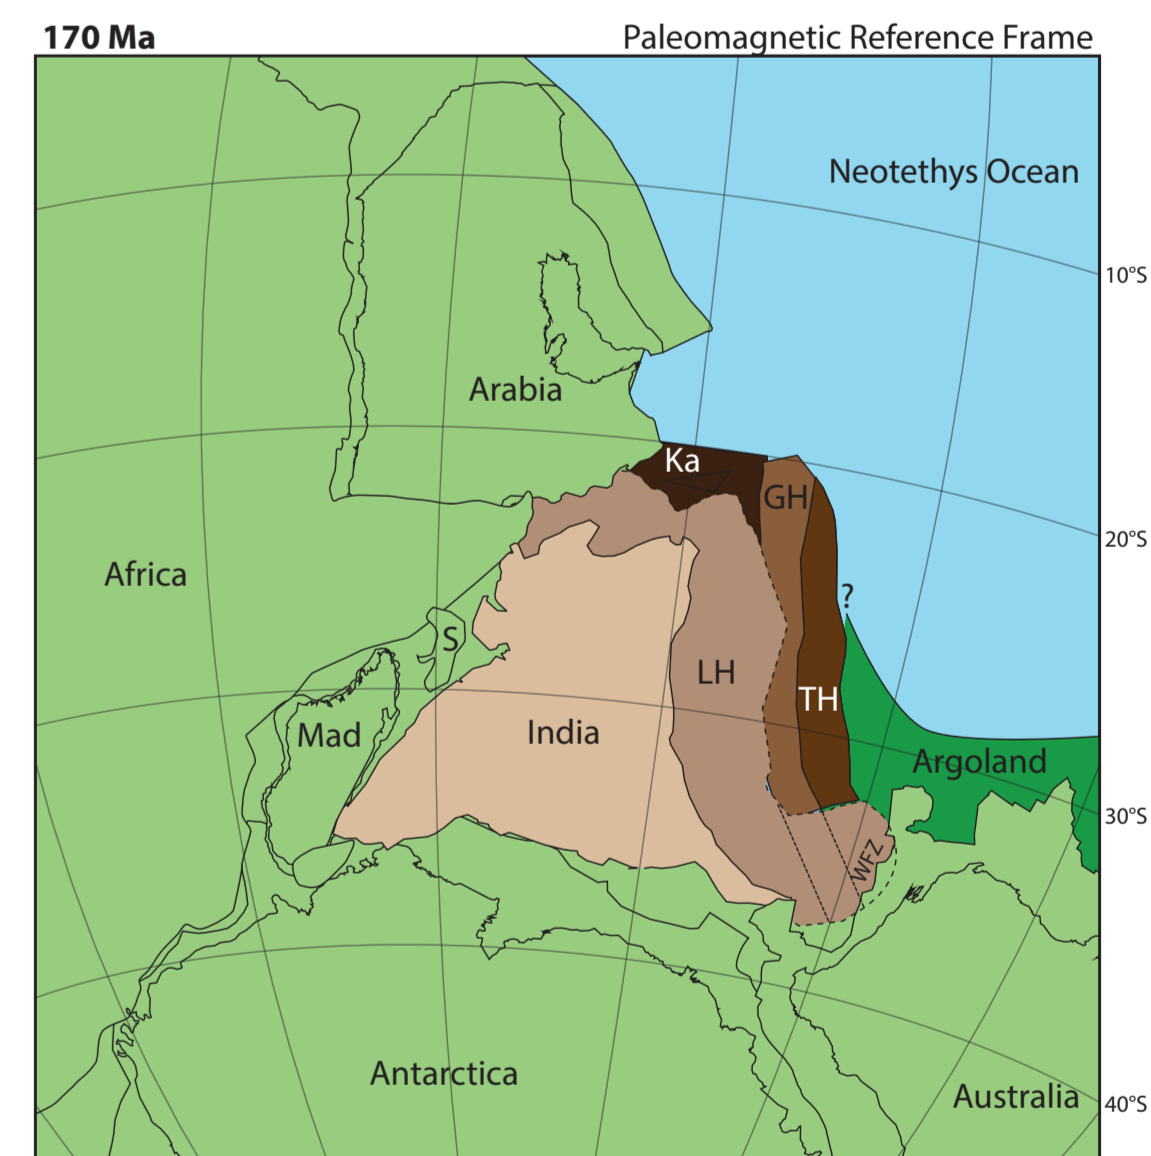 170 Ma
Paleomagnetic Reference Frame
Neotethys Ocean
10°S
Arabia
Ka
GH
20°S
Africa
?
S
LH
TH
Mad
India
Argoland
30°S
WFZ
Antarctica
Australia
40°S